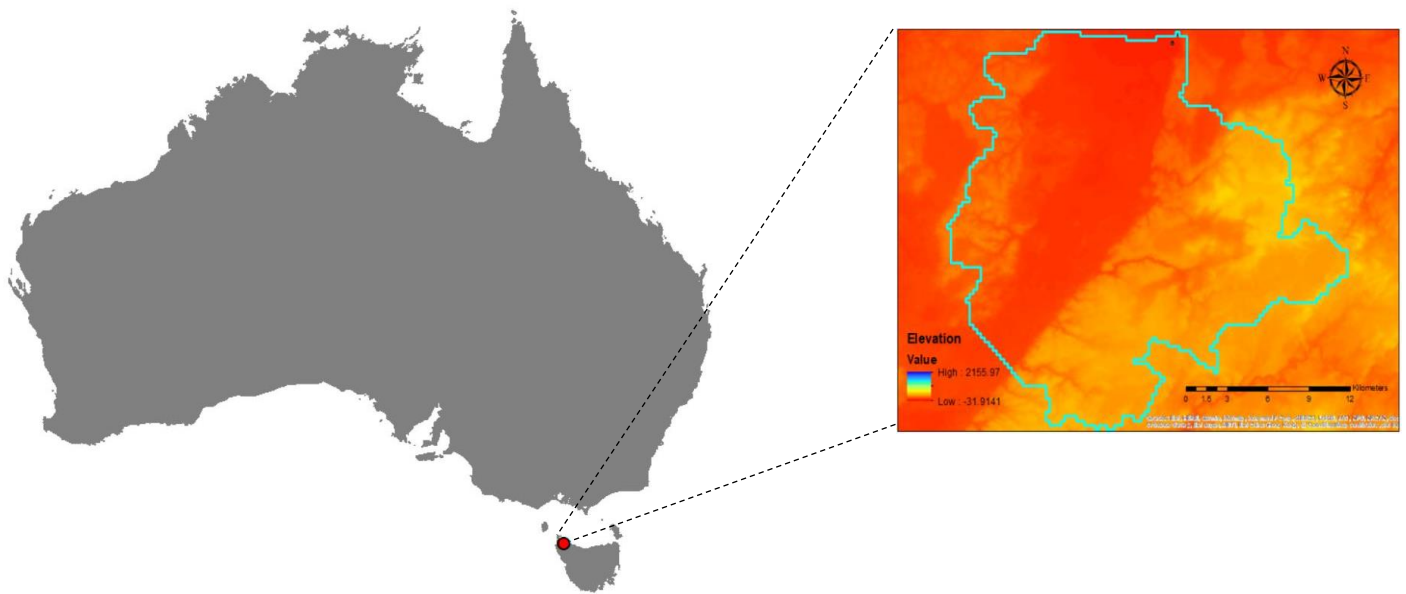 N
W E
S
Elevation
Value
High : 2155.97
Low : -31.9141
Kilometers
0 1.5 3 6 9 12